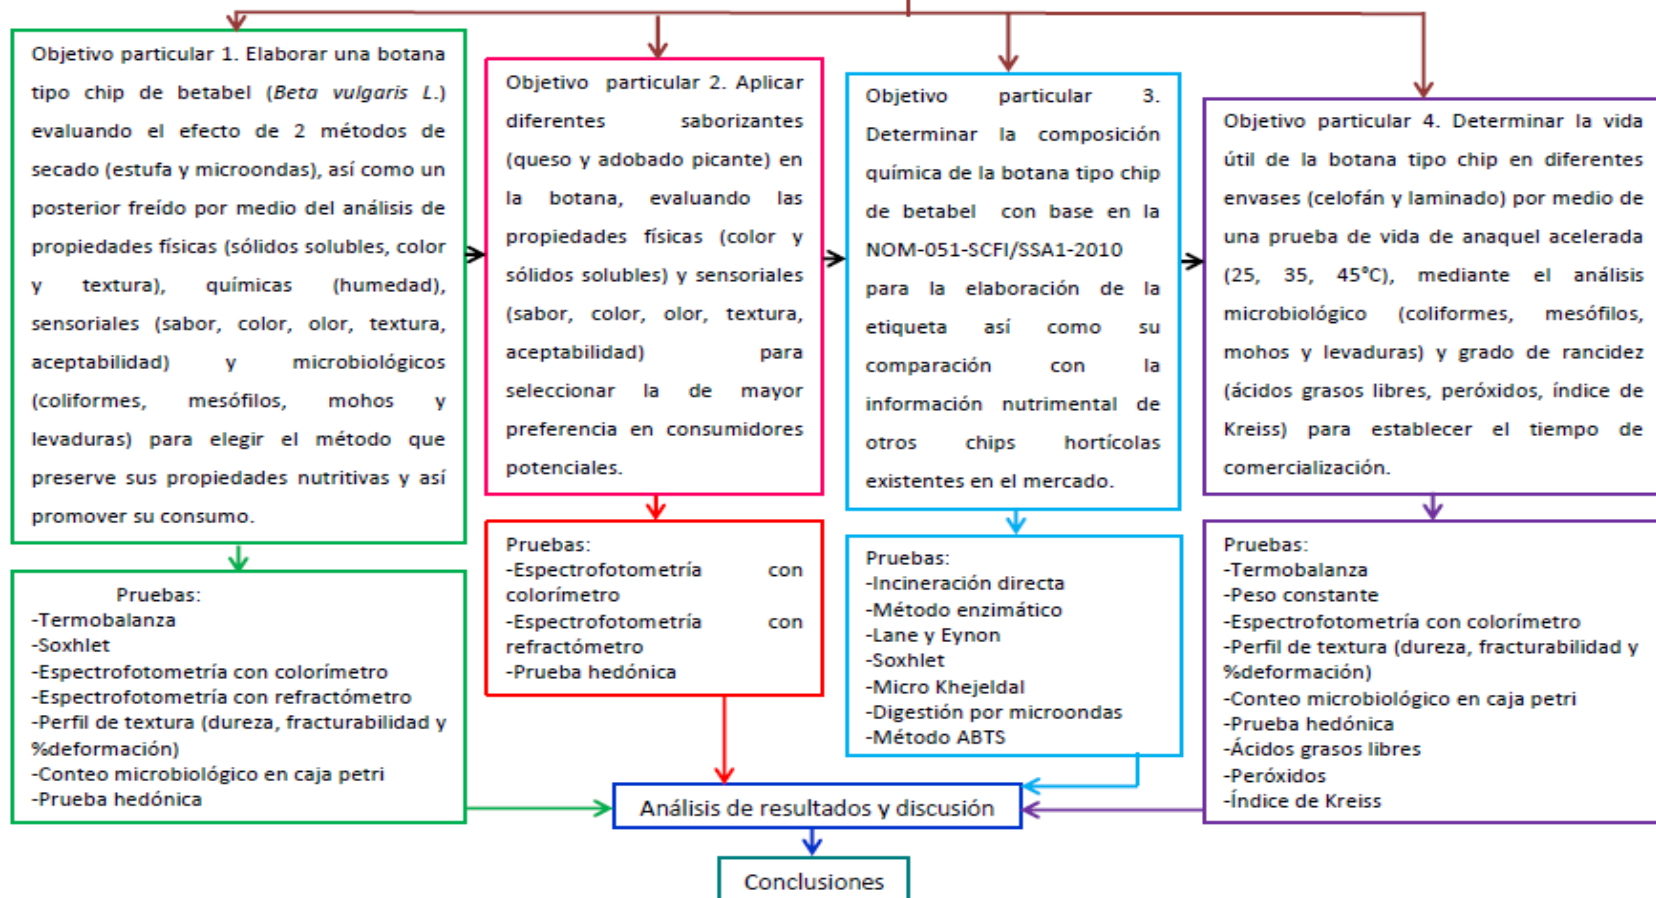 Objetivo particular 1. Elaborar una botana
tipo chip de betabel (Beta vulgaris L.)
evaluando el efecto de 2 métodos de
secado (estufa y microondas), así como un
posterior freído por medio del análisis de
propiedades físicas (sólidos solubles, color
y textura), químicas (humedad),
sensoriales (sabor, color, olor, textura,
aceptabilidad) y microbiológicos
(coliformes, mesófilos, mohos y
levaduras) para elegir el método que
preserve sus propiedades nutritivas y así
promover su consumo.
Pruebas:
-Termobalanza
-Soxhlet
-Espectrofotometría con colorímetro
-Espectrofotometría con refractómetro
-Perfil de textura (dureza, fracturabilidad y
%deformación)
-Conteo microbiológico en caja petri
-Prueba hedónica
Objetivo particular 2. Aplicar
diferentes saborizantes
(queso y adobado picante) en
la botana, evaluando las
propiedades físicas (color y
sólidos solubles) y sensoriales
(sabor, color, olor, textura,
aceptabilidad) para
seleccionar la de mayor
preferencia en consumidores
potenciales.
Pruebas:
-Espectrofotometría con
colorímetro
-Espectrofotometría con
refractómetro
-Prueba hedónica
Objetivo particular 3.
Determinar la composición
química de la botana tipo chip
de betabel con base en la
NOM-051-SCFI/SSA1-2010
para la elaboración de la
etiqueta así como su
comparación con la
información nutrimental de
otros chips hortícolas
existentes en el mercado.
Pruebas:
-Incineración directa
-Método enzimático
-Lane y Eynon
-Soxhlet
-Micro Khejeldal
-Digestión por microondas
-Método ABTS
Objetivo particular 4. Determinar la vida
útil de la botana tipo chip en diferentes
envases (celofán y laminado) por medio de
una prueba de vida de anaquel acelerada
(25, 35, 45°C), mediante el análisis
microbiológico (coliformes, mesófilos,
mohos y levaduras) y grado de rancidez
(ácidos grasos libres, peróxidos, índice de
Kreiss) para establecer el tiempo de
comercialización.
Pruebas:
-Termobalanza
-Peso constante
-Espectrofotometría con colorímetro
-Perfil de textura (dureza, fracturabilidad y
%deformación)
-Conteo microbiológico en caja petri
-Prueba hedónica
-Ácidos grasos libres
-Peróxidos
-Índice de Kreiss
Análisis de resultados y discusión
Conclusiones